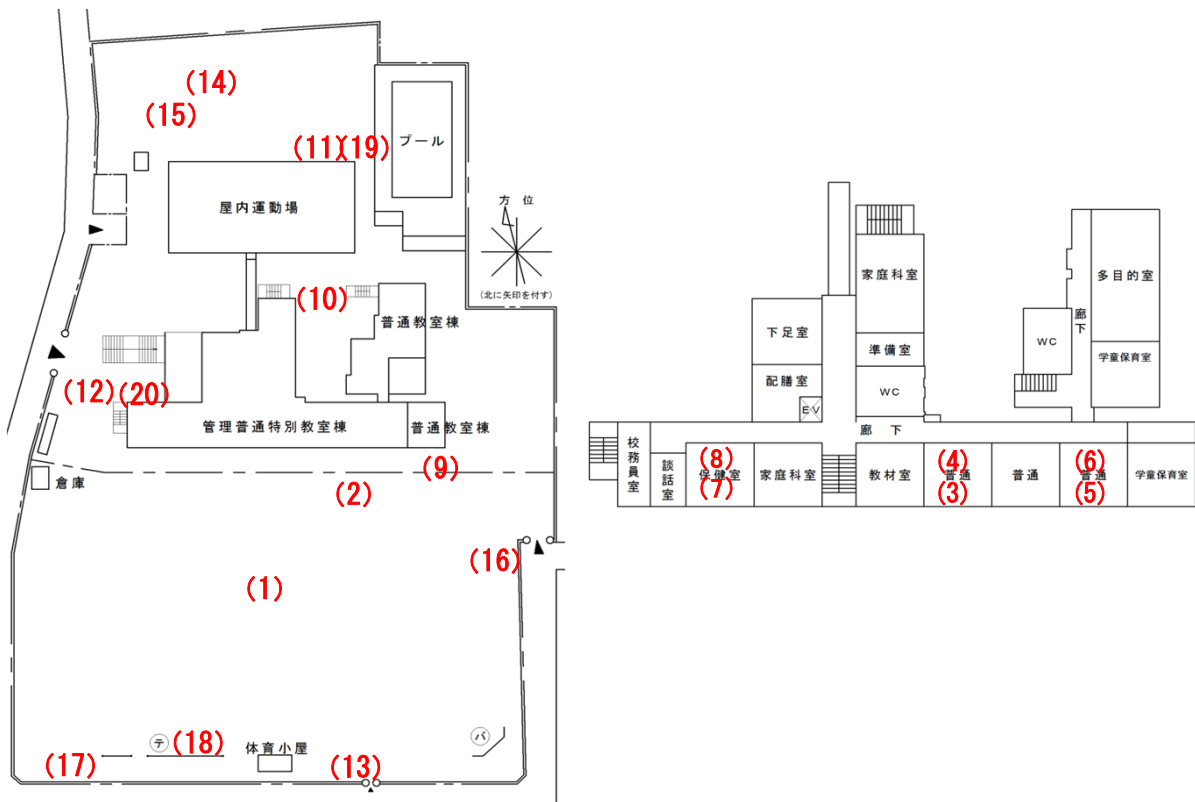 (14)
(15)
(11)(19)
プール
屋内運動場
方位
(北に矢印を付す)
(10)
普通教室棟
(12)(20)
管理普通特別教室棟
普通教室棟
(9)
倉庫
(2)
(16)
(1)
テ
(18)
体育小屋
バ
(17)
(13)
家庭科室
多目的室
廊下
下足室
準備室
WC
学童保育室
配膳室
WC
EV
廊下
校務員室
談話室
(8)
保健室
(7)
家庭科室
教材室
(4)
普通
(3)
普通
(6)
普通
(5)
学童保育室